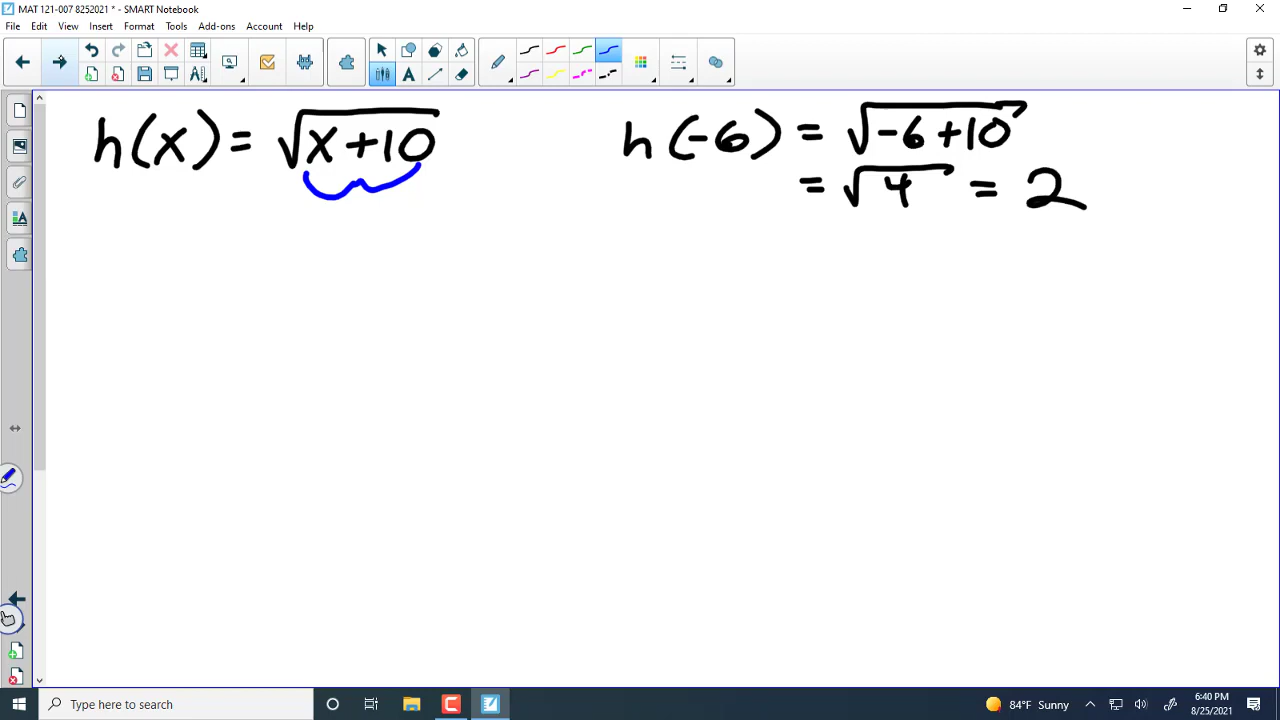 MAT 121-007 8252021 * - SMART Notebook
File Edit View Insert Format Tools Add-ons Account Help
h(x) = √(x+10)
h(-6) = √(-6+10)
= √4 = 2
Type here to search
84°F Sunny
6:40 PM
8/25/2021